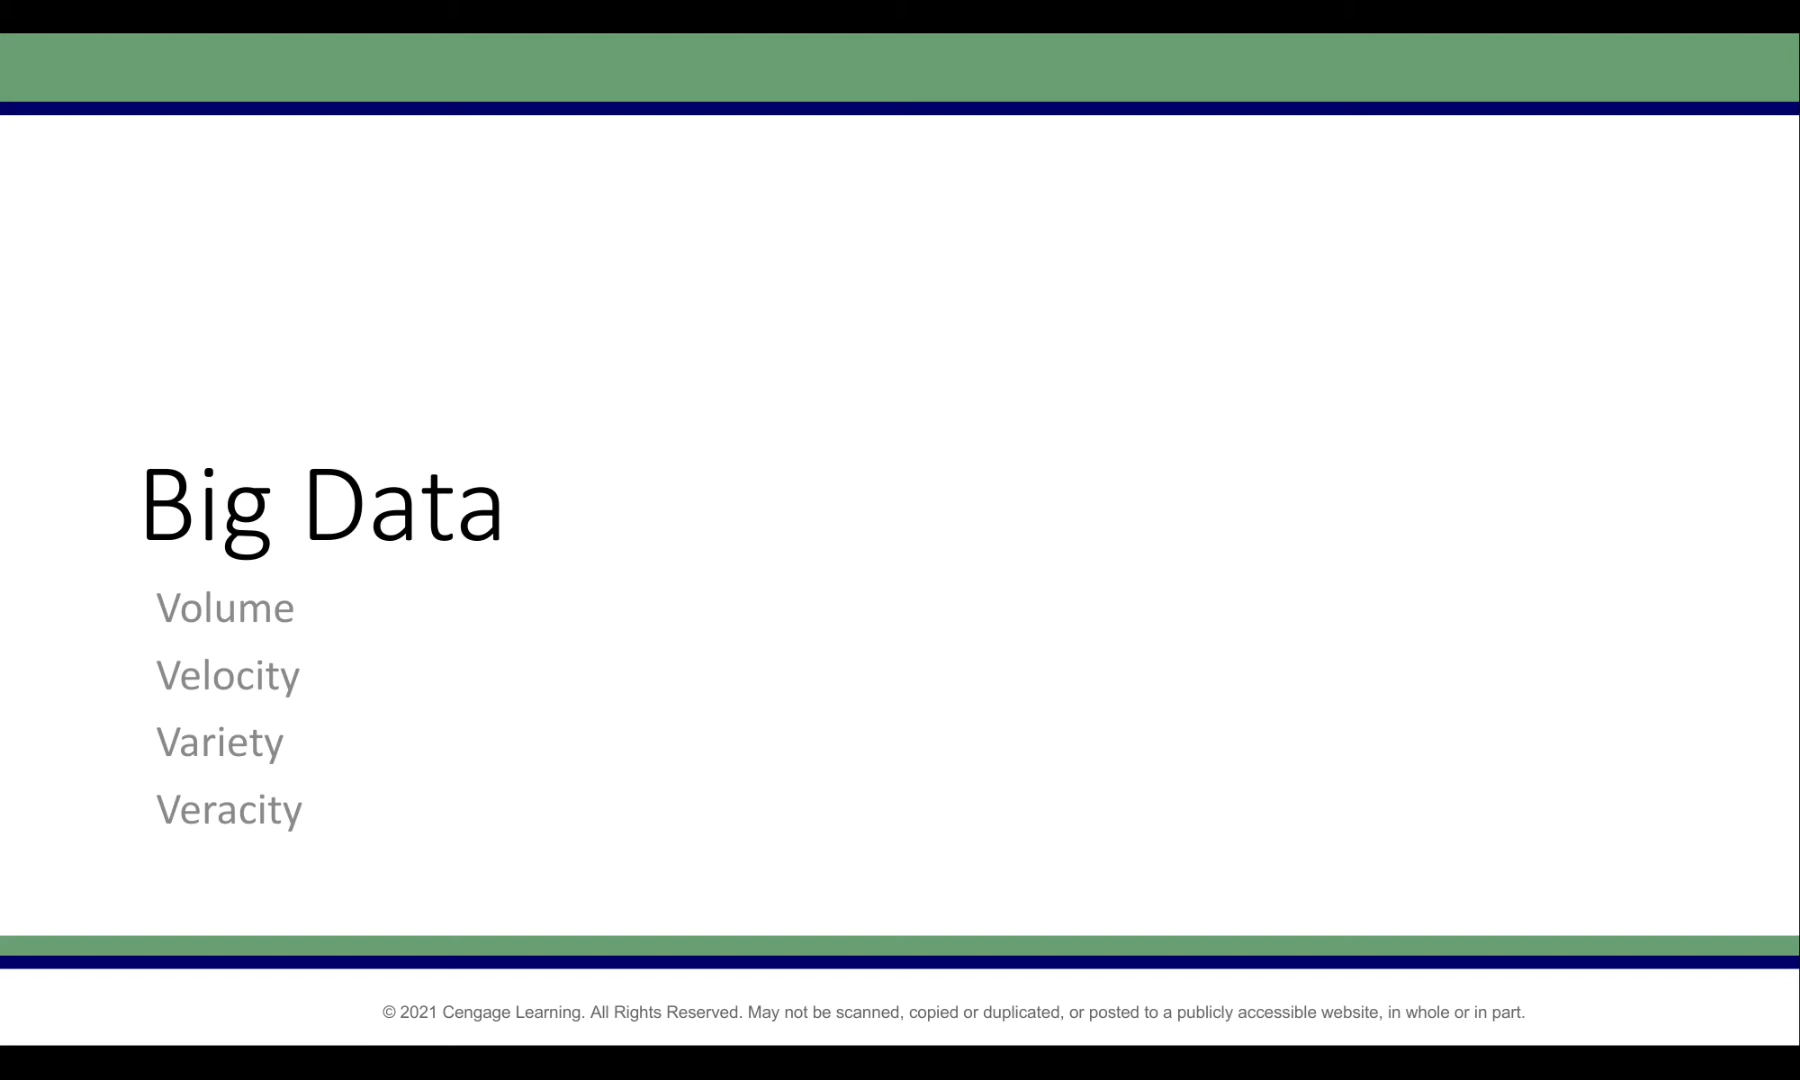 Big Data
Volume
Velocity
Variety
Veracity
© 2021 Cengage Learning. All Rights Reserved. May not be scanned, copied or duplicated, or posted to a publicly accessible website, in whole or in part.